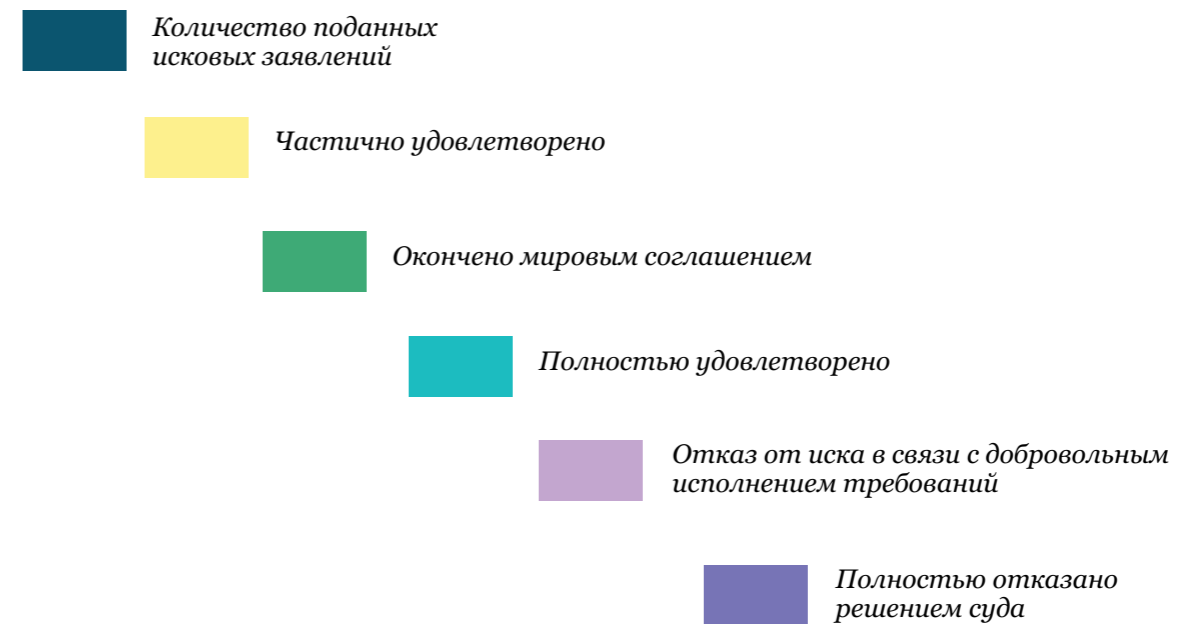 Количество поданных
исковых заявлений
Частично удовлетворено
Окончено мировым соглашением
Полностью удовлетворено
Отказ от иска в связи с добровольным
исполнением требований
Полностью отказано
решением суда